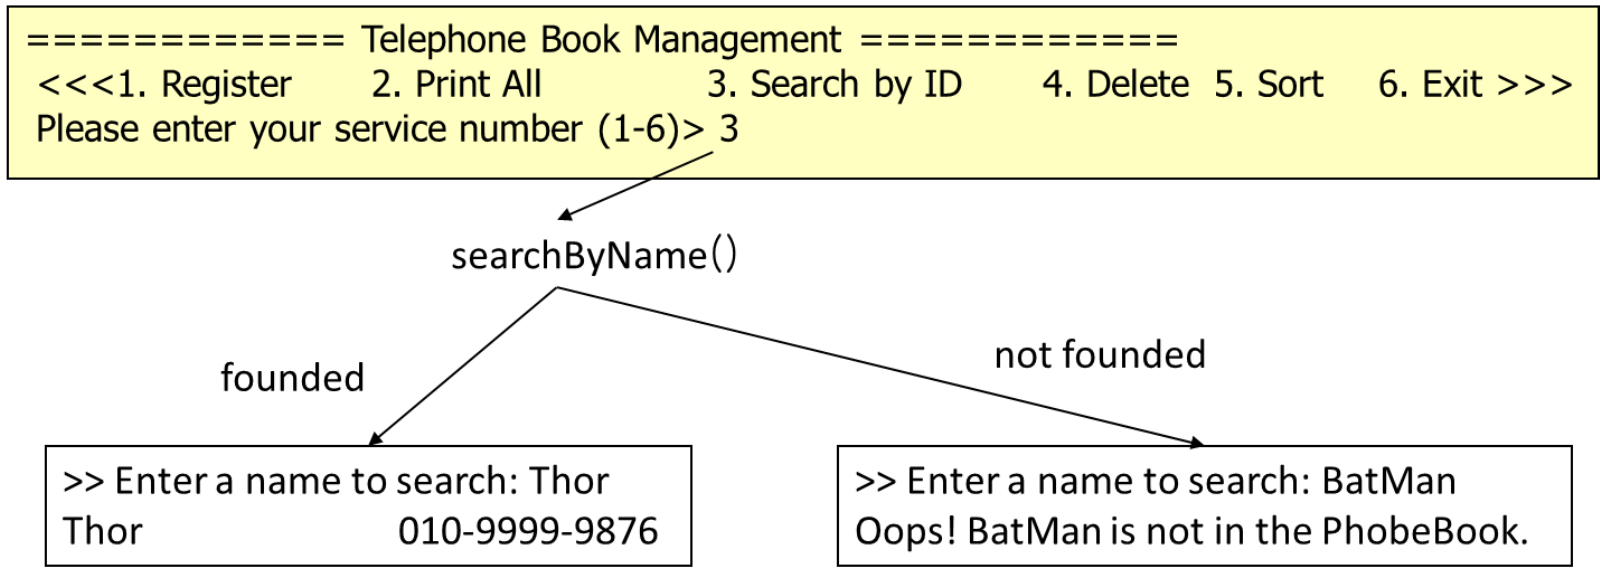 ============ Telephone Book Management ============
<<<1. Register 2. Print All 3. Search by ID 4. Delete 5. Sort 6. Exit >>>
Please enter your service number (1-6)> 3
searchByName()
founded
not founded
>> Enter a name to search: Thor
Thor 010-9999-9876
>> Enter a name to search: BatMan
Oops! BatMan is not in the PhobeBook.